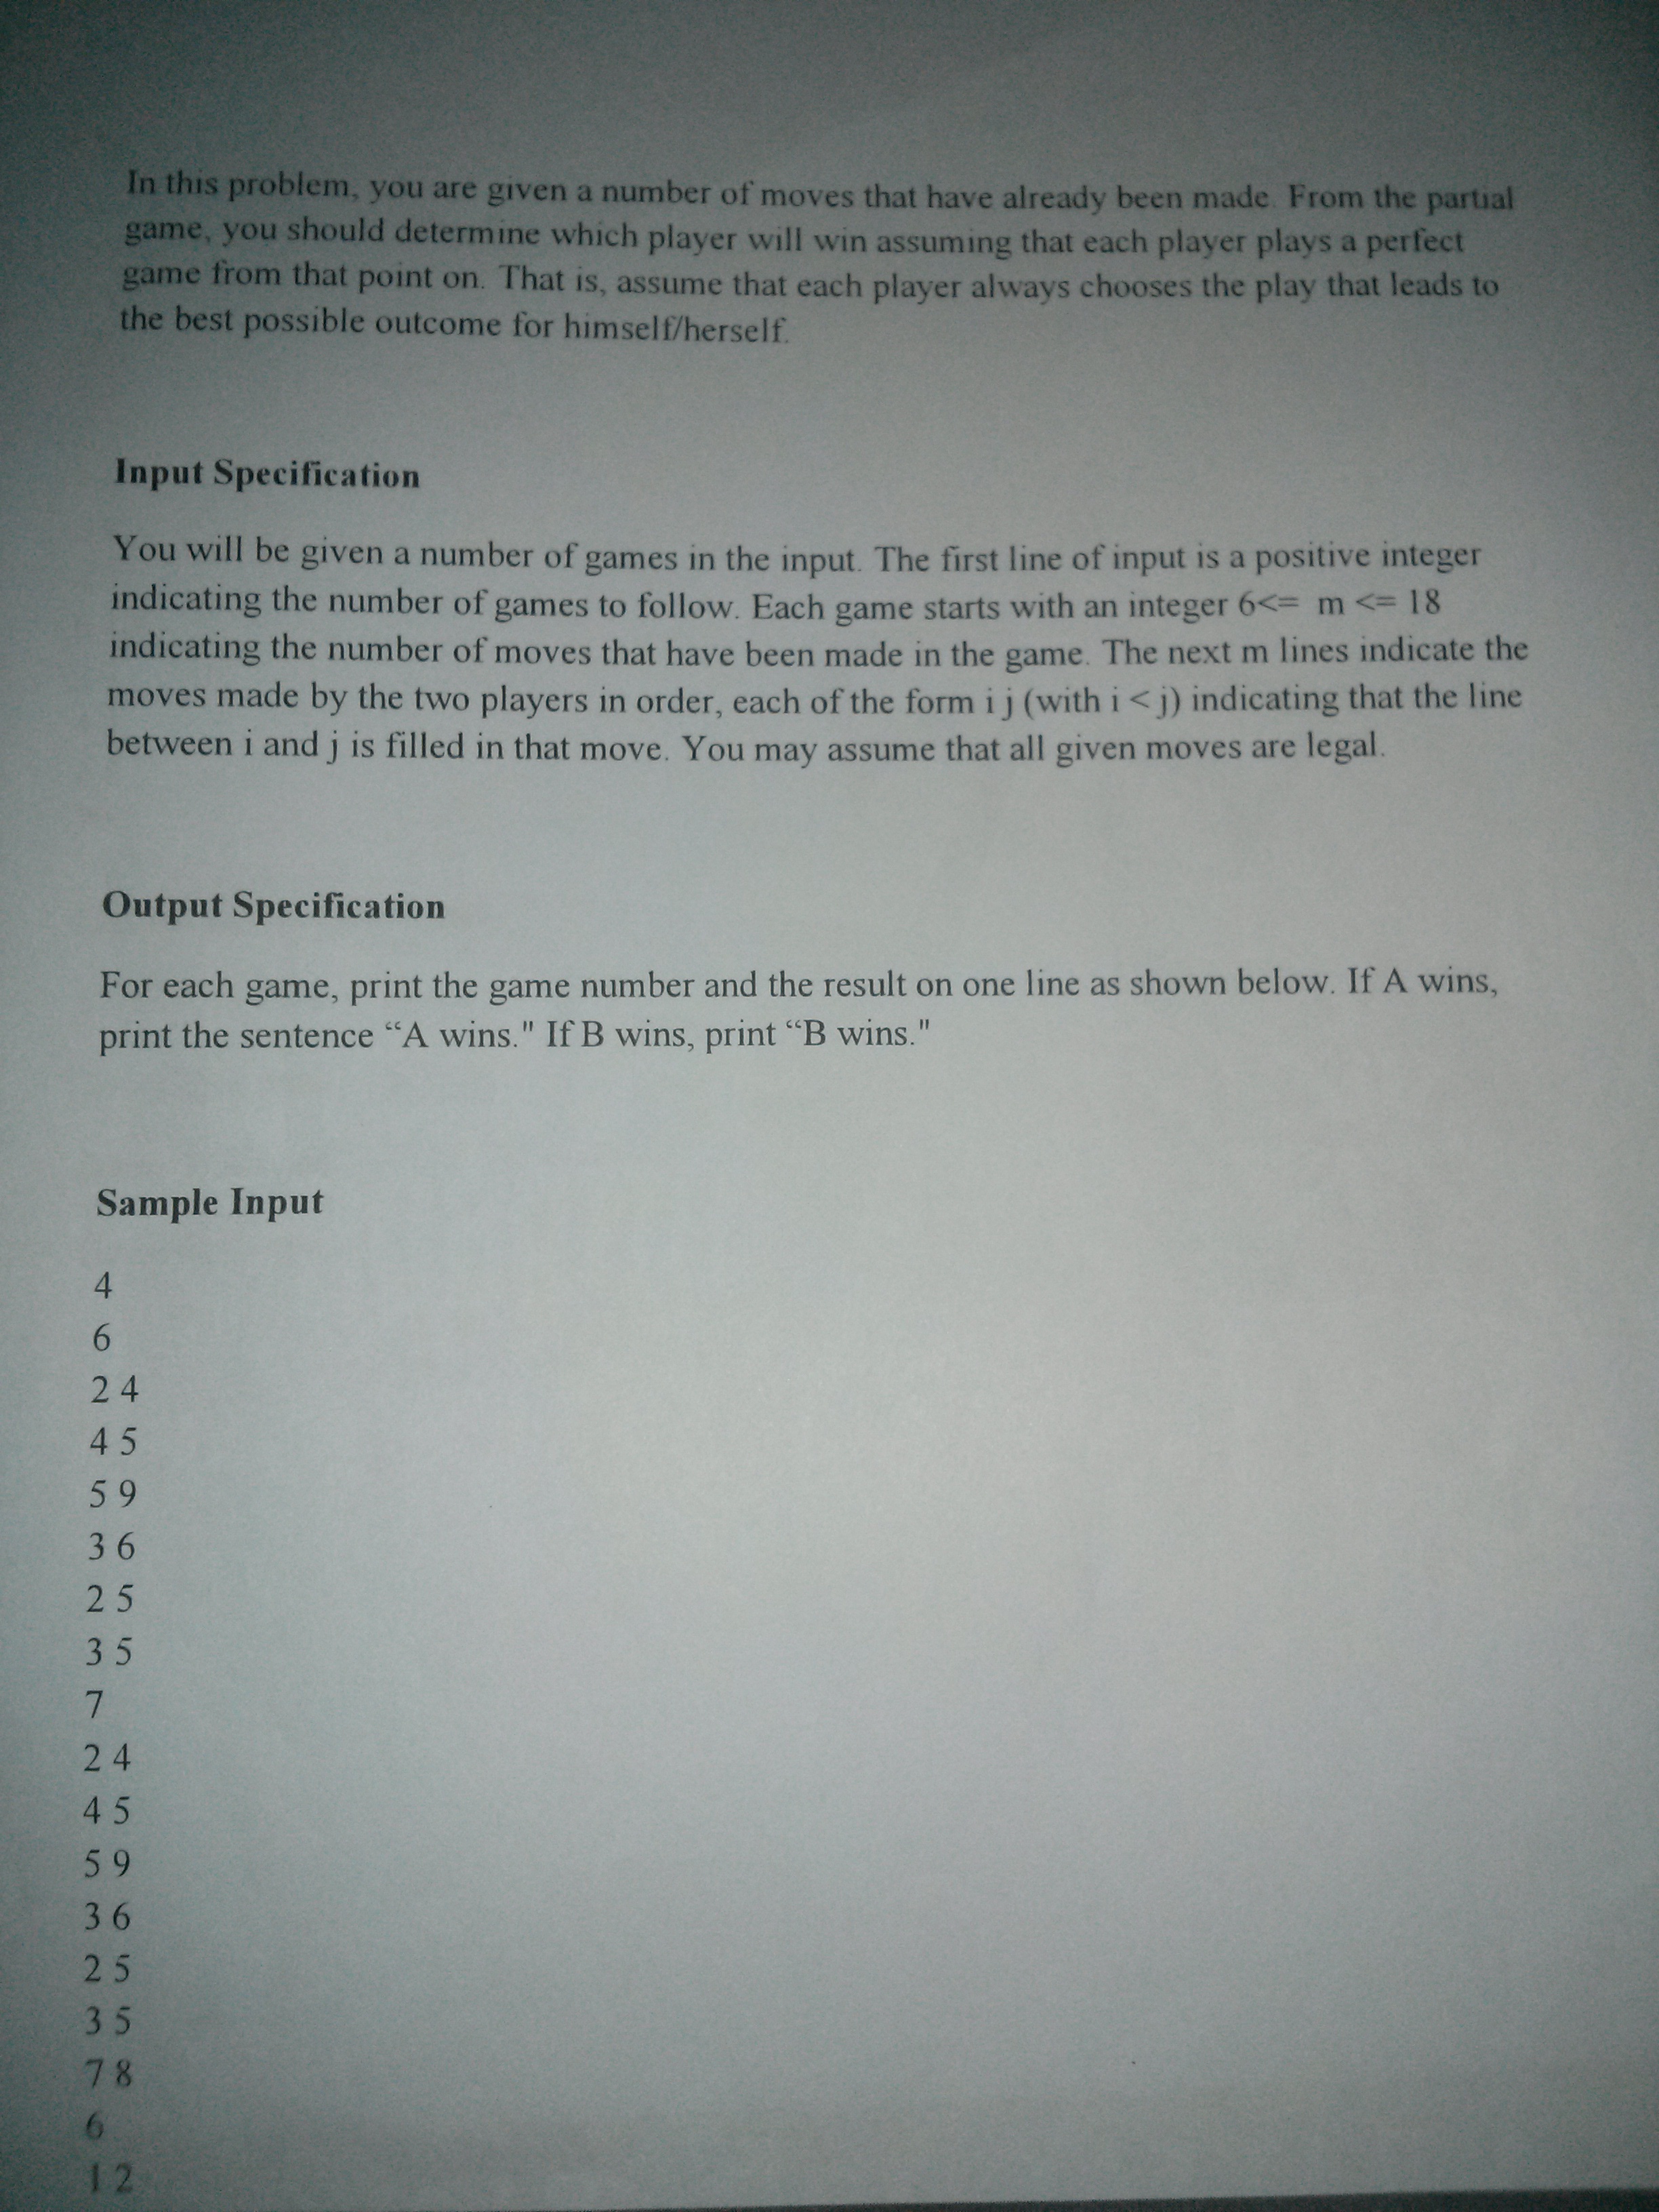 In this problem, you are given a number of moves that have already been made. From the partial
game, you should determine which player will win assuming that each player plays a perfect
game from that point on. That is, assume that each player always chooses the play that leads to
the best possible outcome for himself/herself.
Input Specification
You will be given a number of games in the input. The first line of input is a positive integer
indicating the number of games to follow. Each game starts with an integer 6<= m <= 18
indicating the number of moves that have been made in the game. The next m lines indicate the
moves made by the two players in order, each of the form i j (with i < j) indicating that the line
between i and j is filled in that move. You may assume that all given moves are legal.
Output Specification
For each game, print the game number and the result on one line as shown below. If A wins,
print the sentence “A wins." If B wins, print “B wins."
Sample Input
4
6
2 4
4 5
5 9
3 6
2 5
3 5
7
2 4
4 5
5 9
3 6
2 5
3 5
7 8
6
1 2